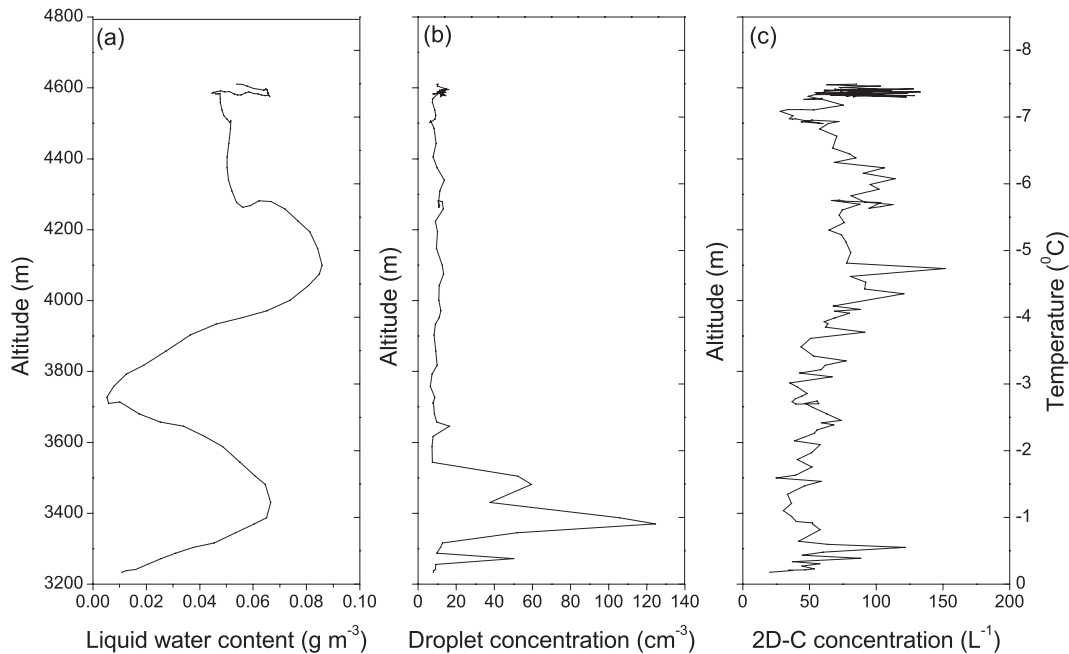 (a)
(b)
(c)
4800
4600
4400
4200
4000
3800
3600
3400
3200
Altitude (m)
0.00 0.02 0.04 0.06 0.08 0.10
Liquid water content (g m⁻³)
Altitude (m)
0 20 40 60 80 100 120 140
Droplet concentration (cm⁻³)
Altitude (m)
0 50 100 150 200
2D-C concentration (L⁻¹)
-8
-7
-6
-5
-4
-3
-2
-1
0
Temperature (⁰C)